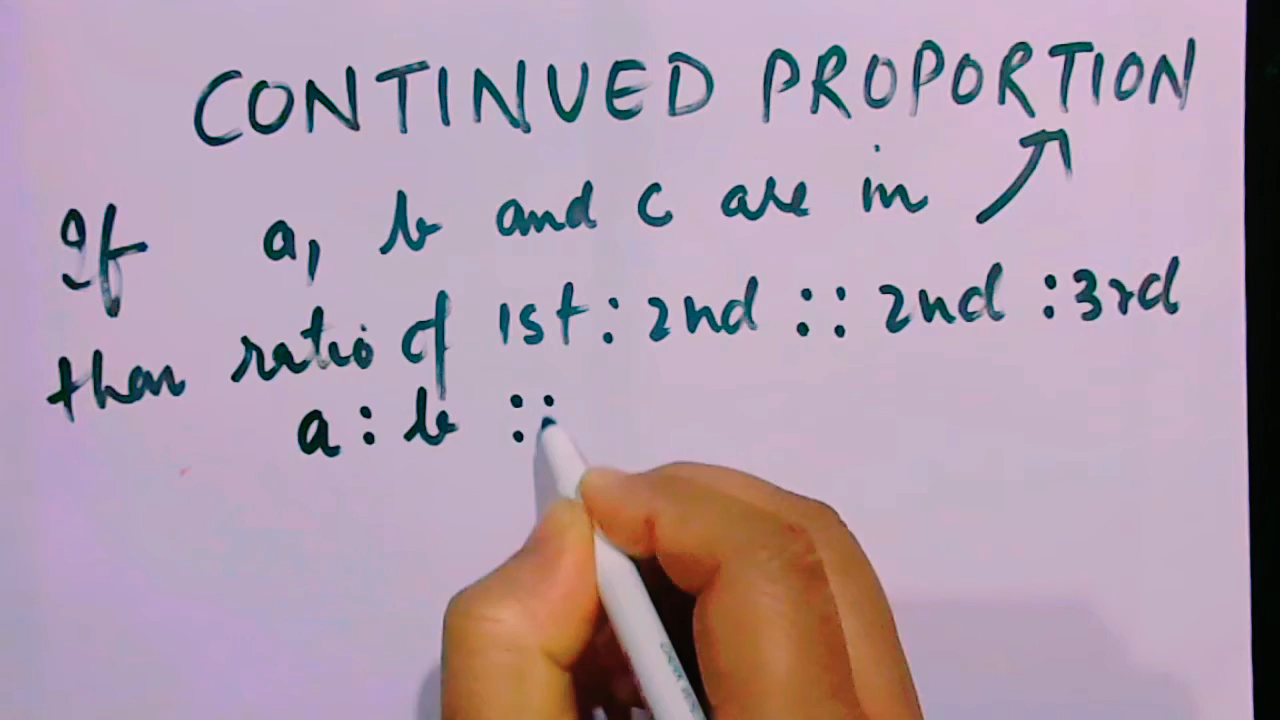 CONTINUED PROPORTION
If a, b and c are in
then ratio of 1st : 2nd :: 2nd : 3rd
a : b ::